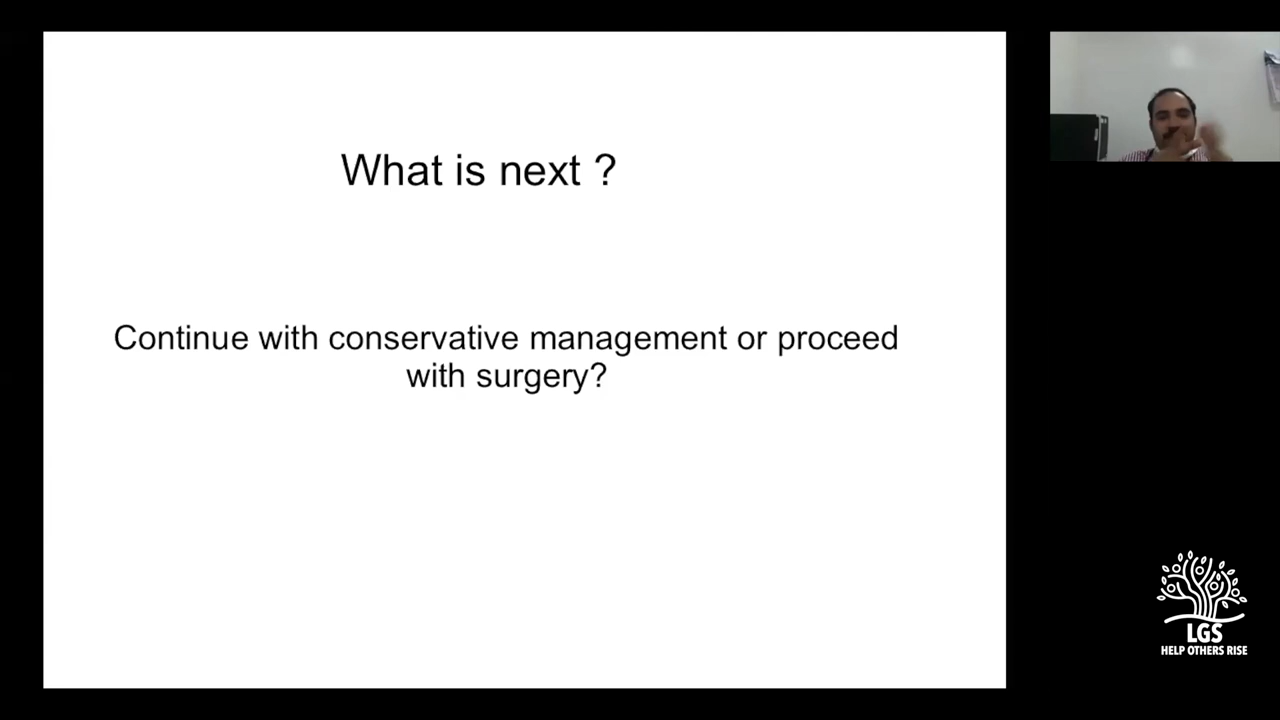 What is next ?
Continue with conservative management or proceed
with surgery?
LGS
HELP OTHERS RISE